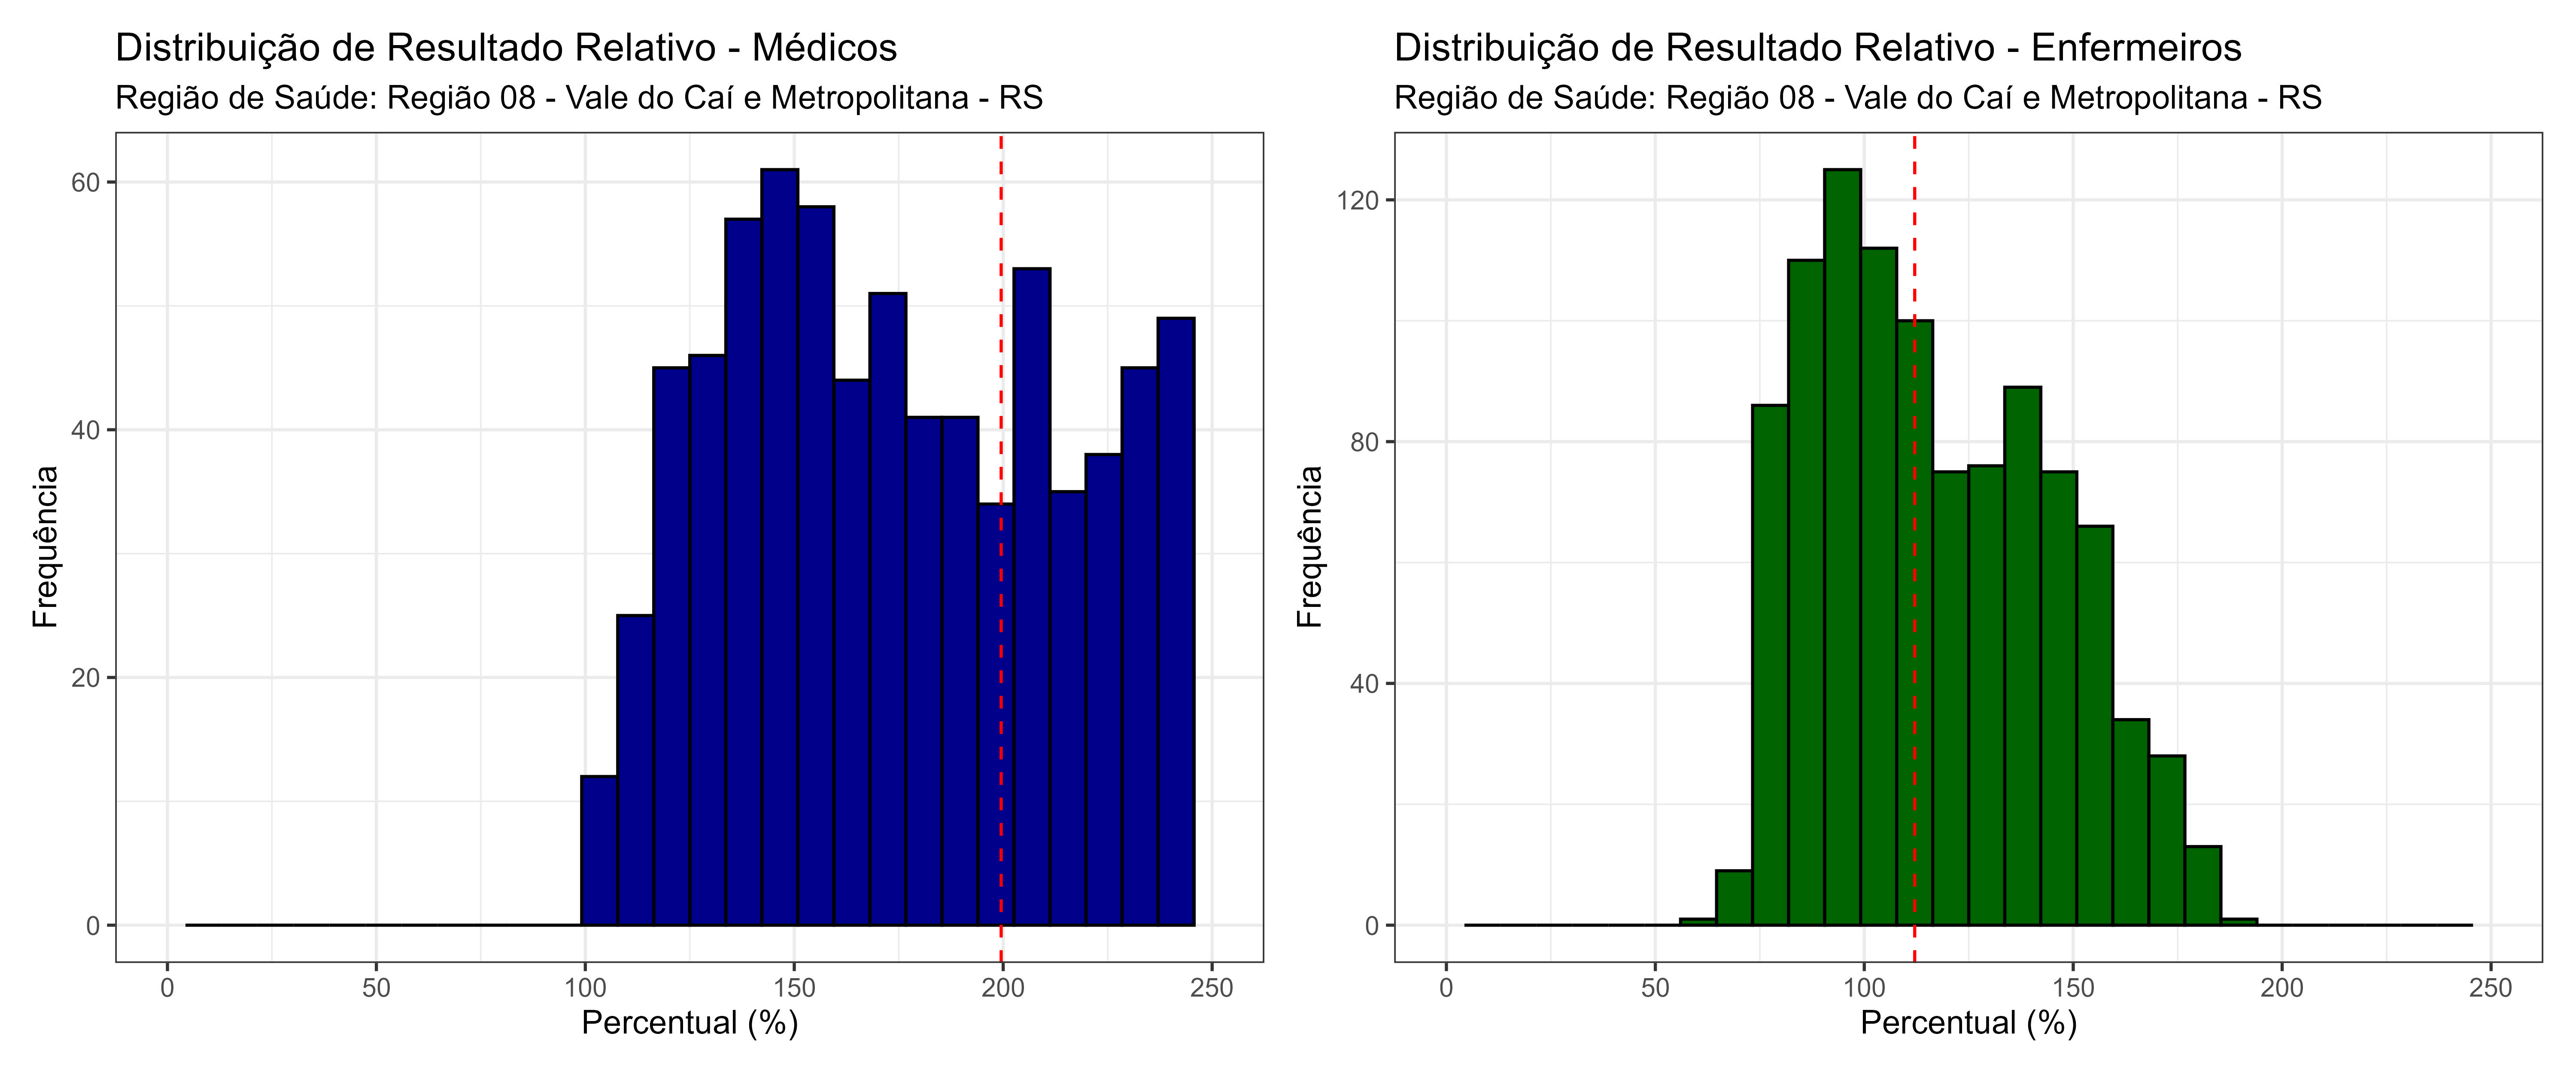 Distribuição de Resultado Relativo - Médicos
Região de Saúde: Região 08 - Vale do Caí e Metropolitana - RS
Frequência
60
40
20
0
0 50 100 150 200 250
Percentual (%)
Distribuição de Resultado Relativo - Enfermeiros
Região de Saúde: Região 08 - Vale do Caí e Metropolitana - RS
Frequência
120
80
40
0
0 50 100 150 200 250
Percentual (%)